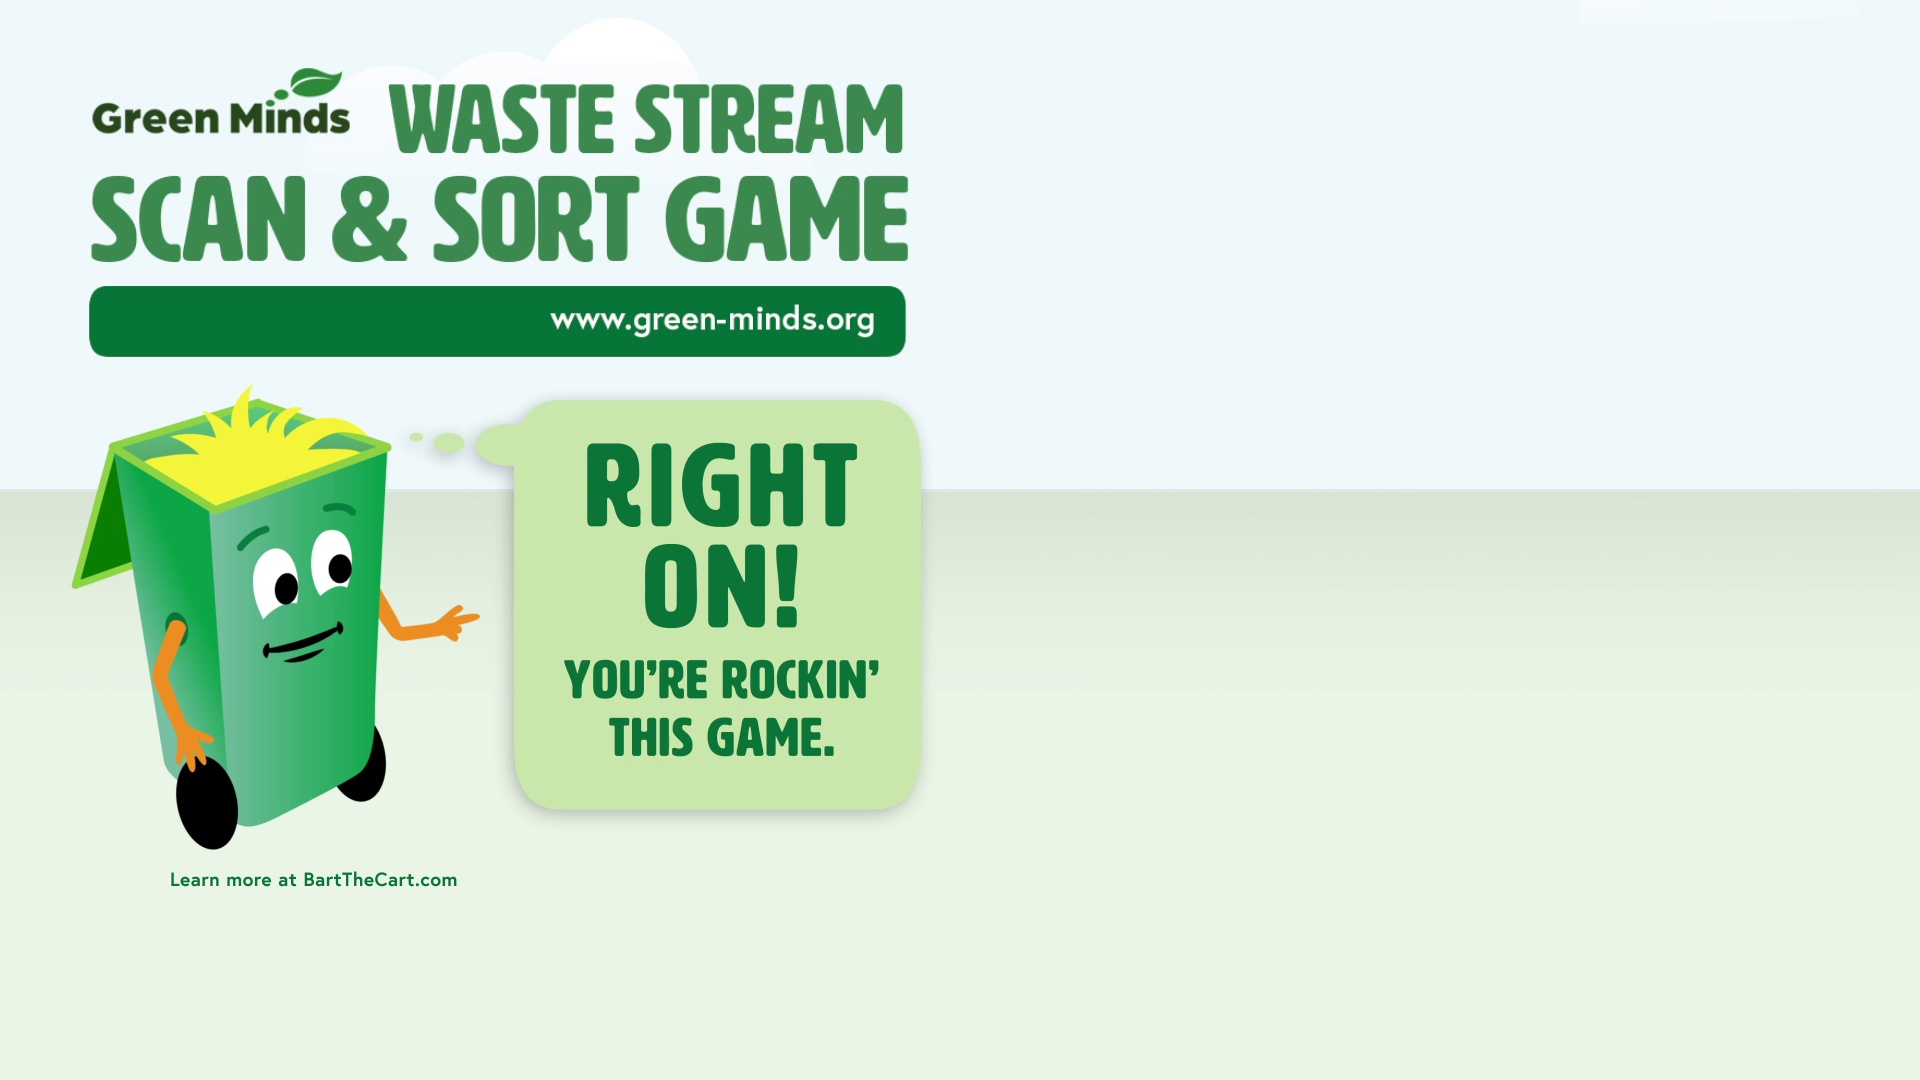 Green Minds
WASTE STREAM
SCAN & SORT GAME
www.green-minds.org
RIGHT
ON!
YOU’RE ROCKIN’
THIS GAME.
Learn more at BartTheCart.com